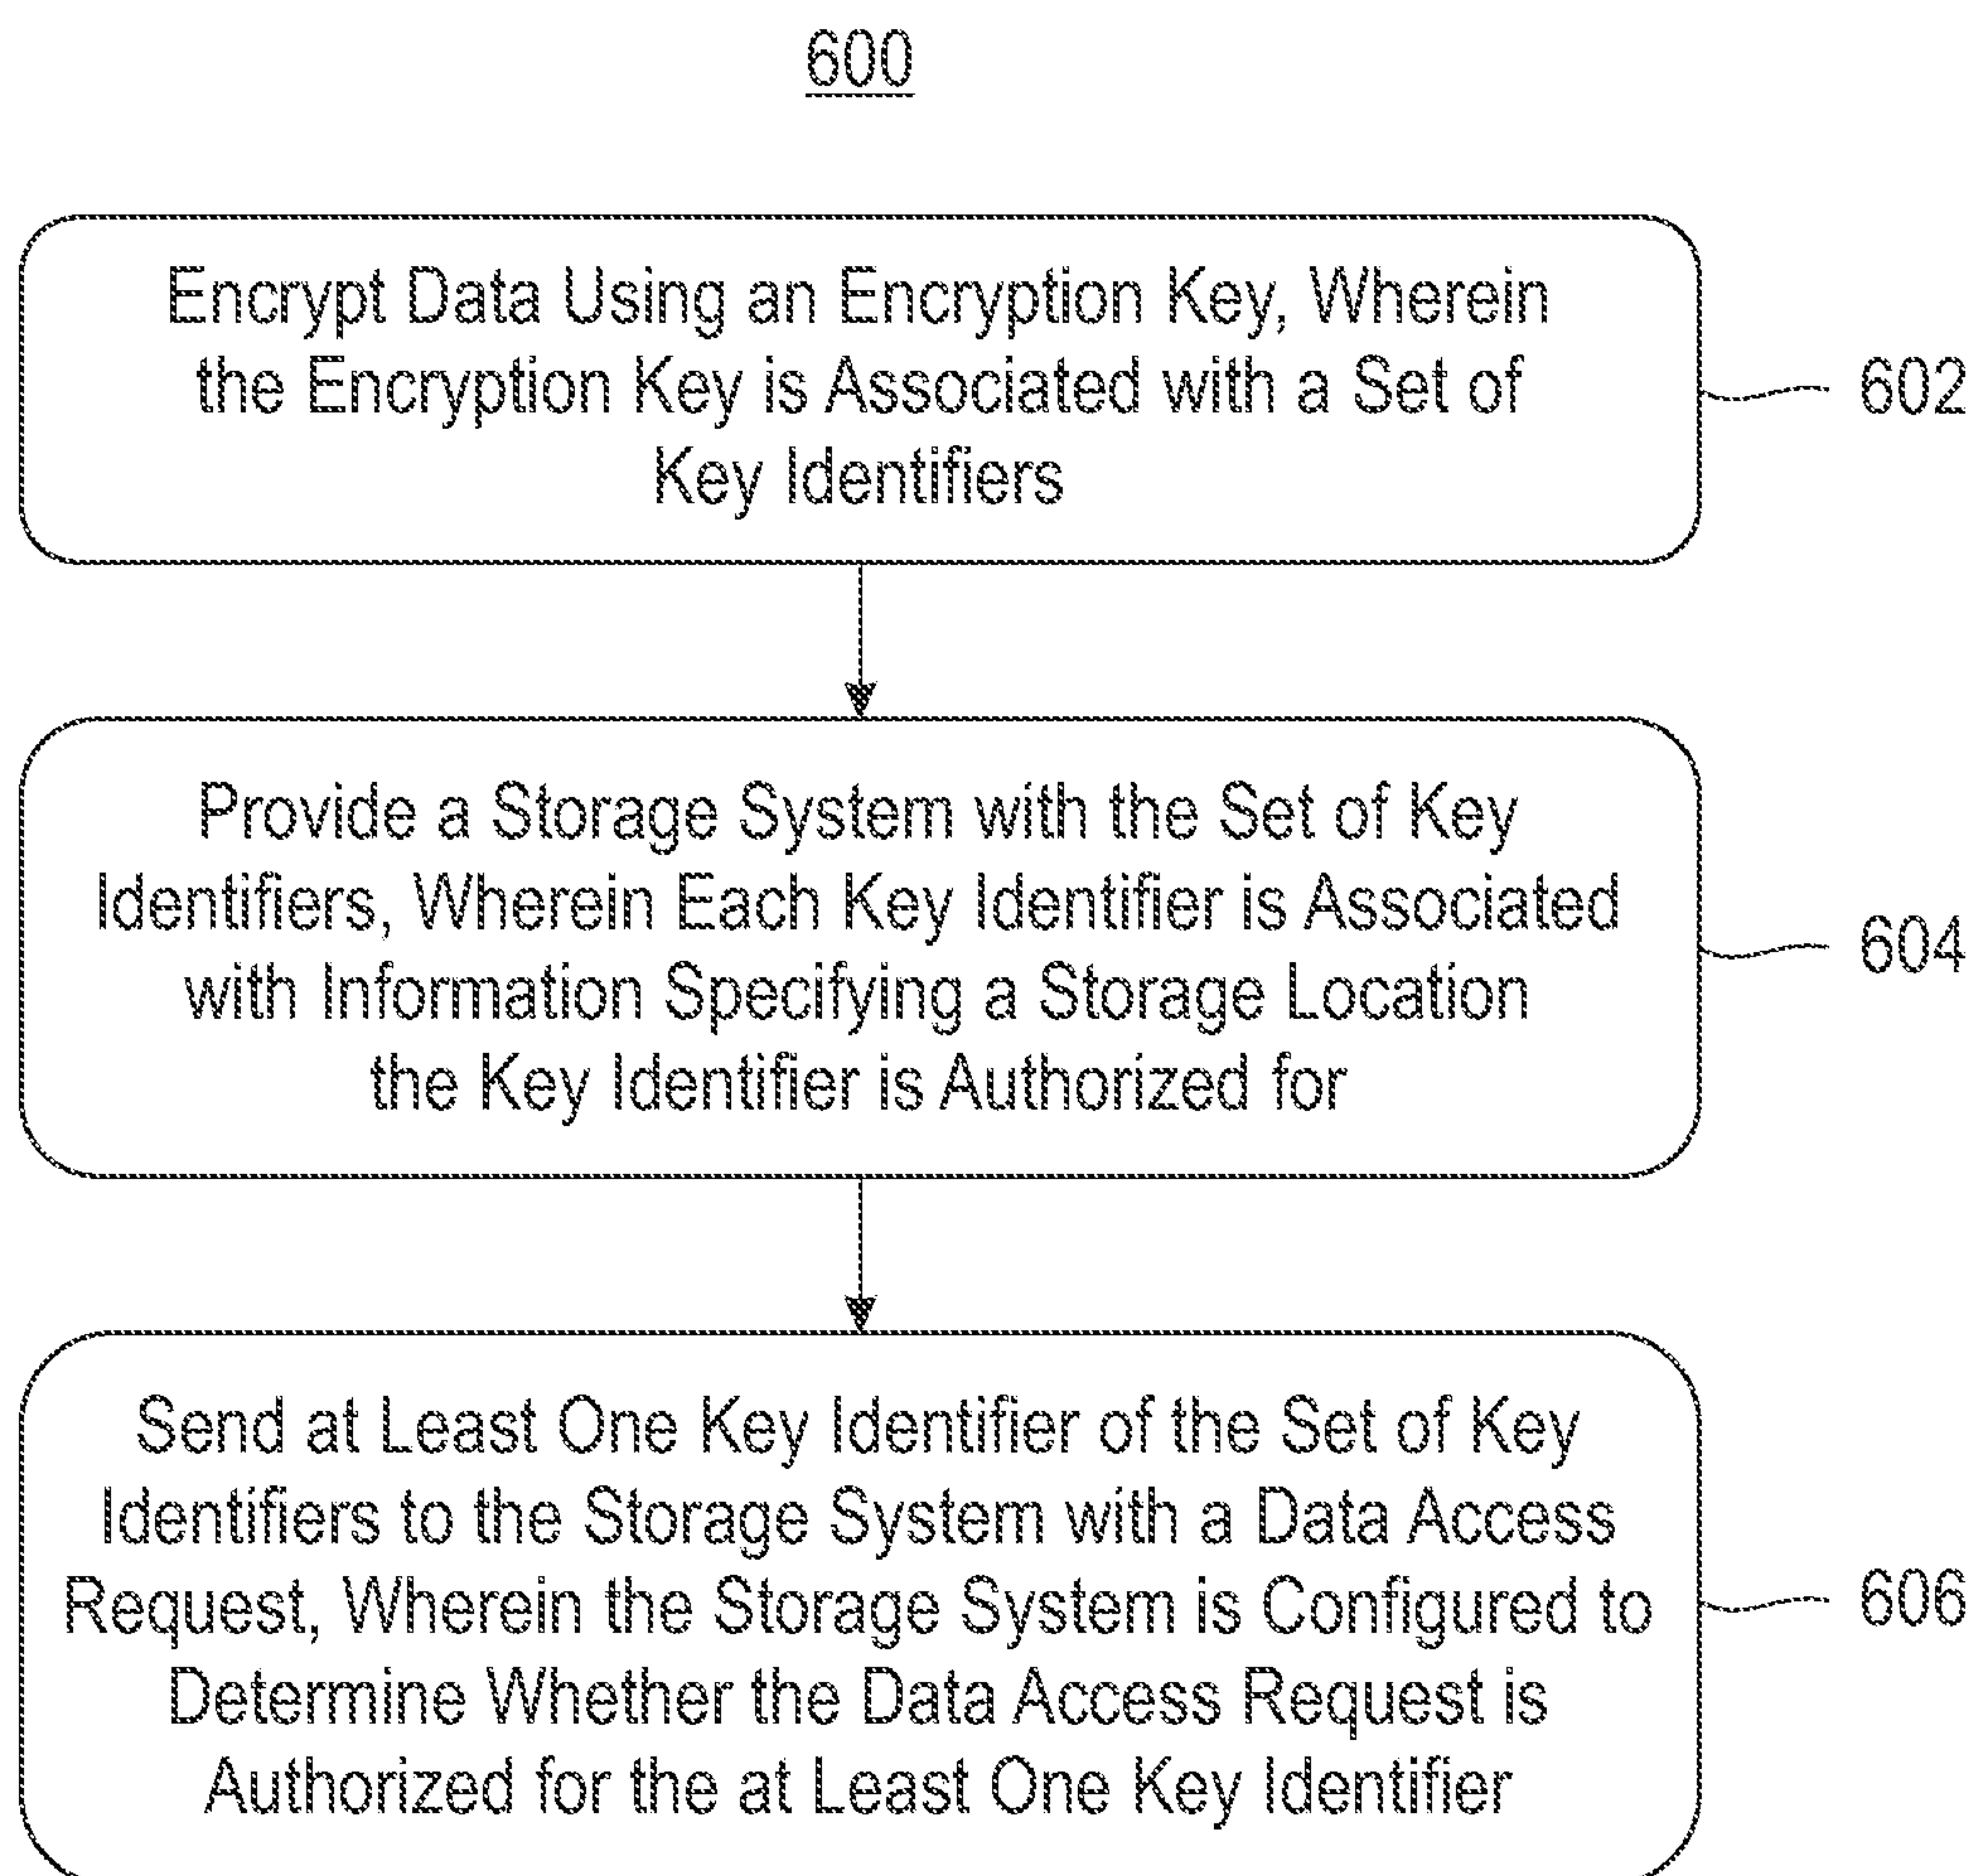 600
Encrypt Data Using an Encryption Key, Wherein
the Encryption Key is Associated with a Set of
Key Identifiers
602
Provide a Storage System with the Set of Key
Identifiers, Wherein Each Key Identifier is Associated
with Information Specifying a Storage Location
the Key Identifier is Authorized for
604
Send at Least One Key Identifier of the Set of Key
Identifiers to the Storage System with a Data Access
Request, Wherein the Storage System is Configured to
Determine Whether the Data Access Request is
Authorized for the at Least One Key Identifier
606